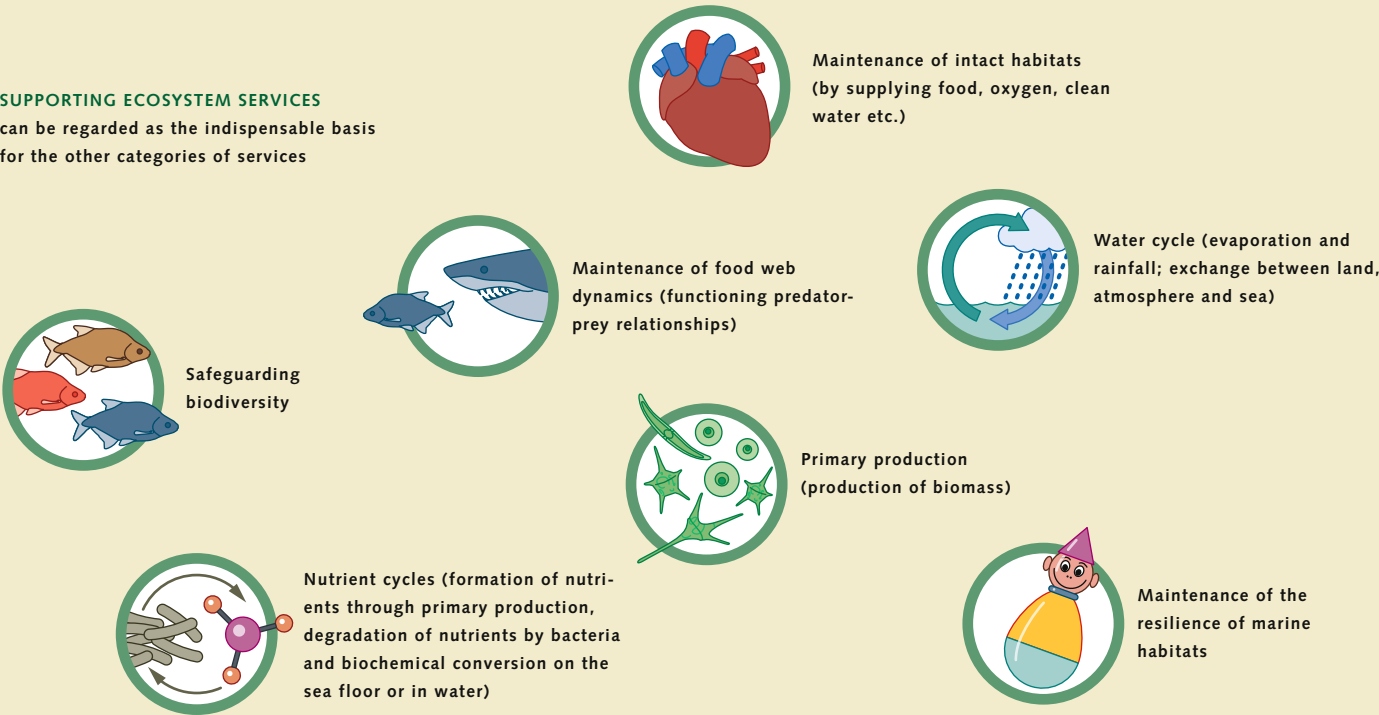 SUPPORTING ECOSYSTEM SERVICES
can be regarded as the indispensable basis
for the other categories of services
Maintenance of intact habitats
(by supplying food, oxygen, clean
water etc.)
Water cycle (evaporation and
rainfall; exchange between land,
atmosphere and sea)
Maintenance of food web
dynamics (functioning predator-
prey relationships)
Safeguarding
biodiversity
Primary production
(production of biomass)
Nutrient cycles (formation of nutri-
ents through primary production,
degradation of nutrients by bacteria
and biochemical conversion on the
sea floor or in water)
Maintenance of the
resilience of marine
habitats